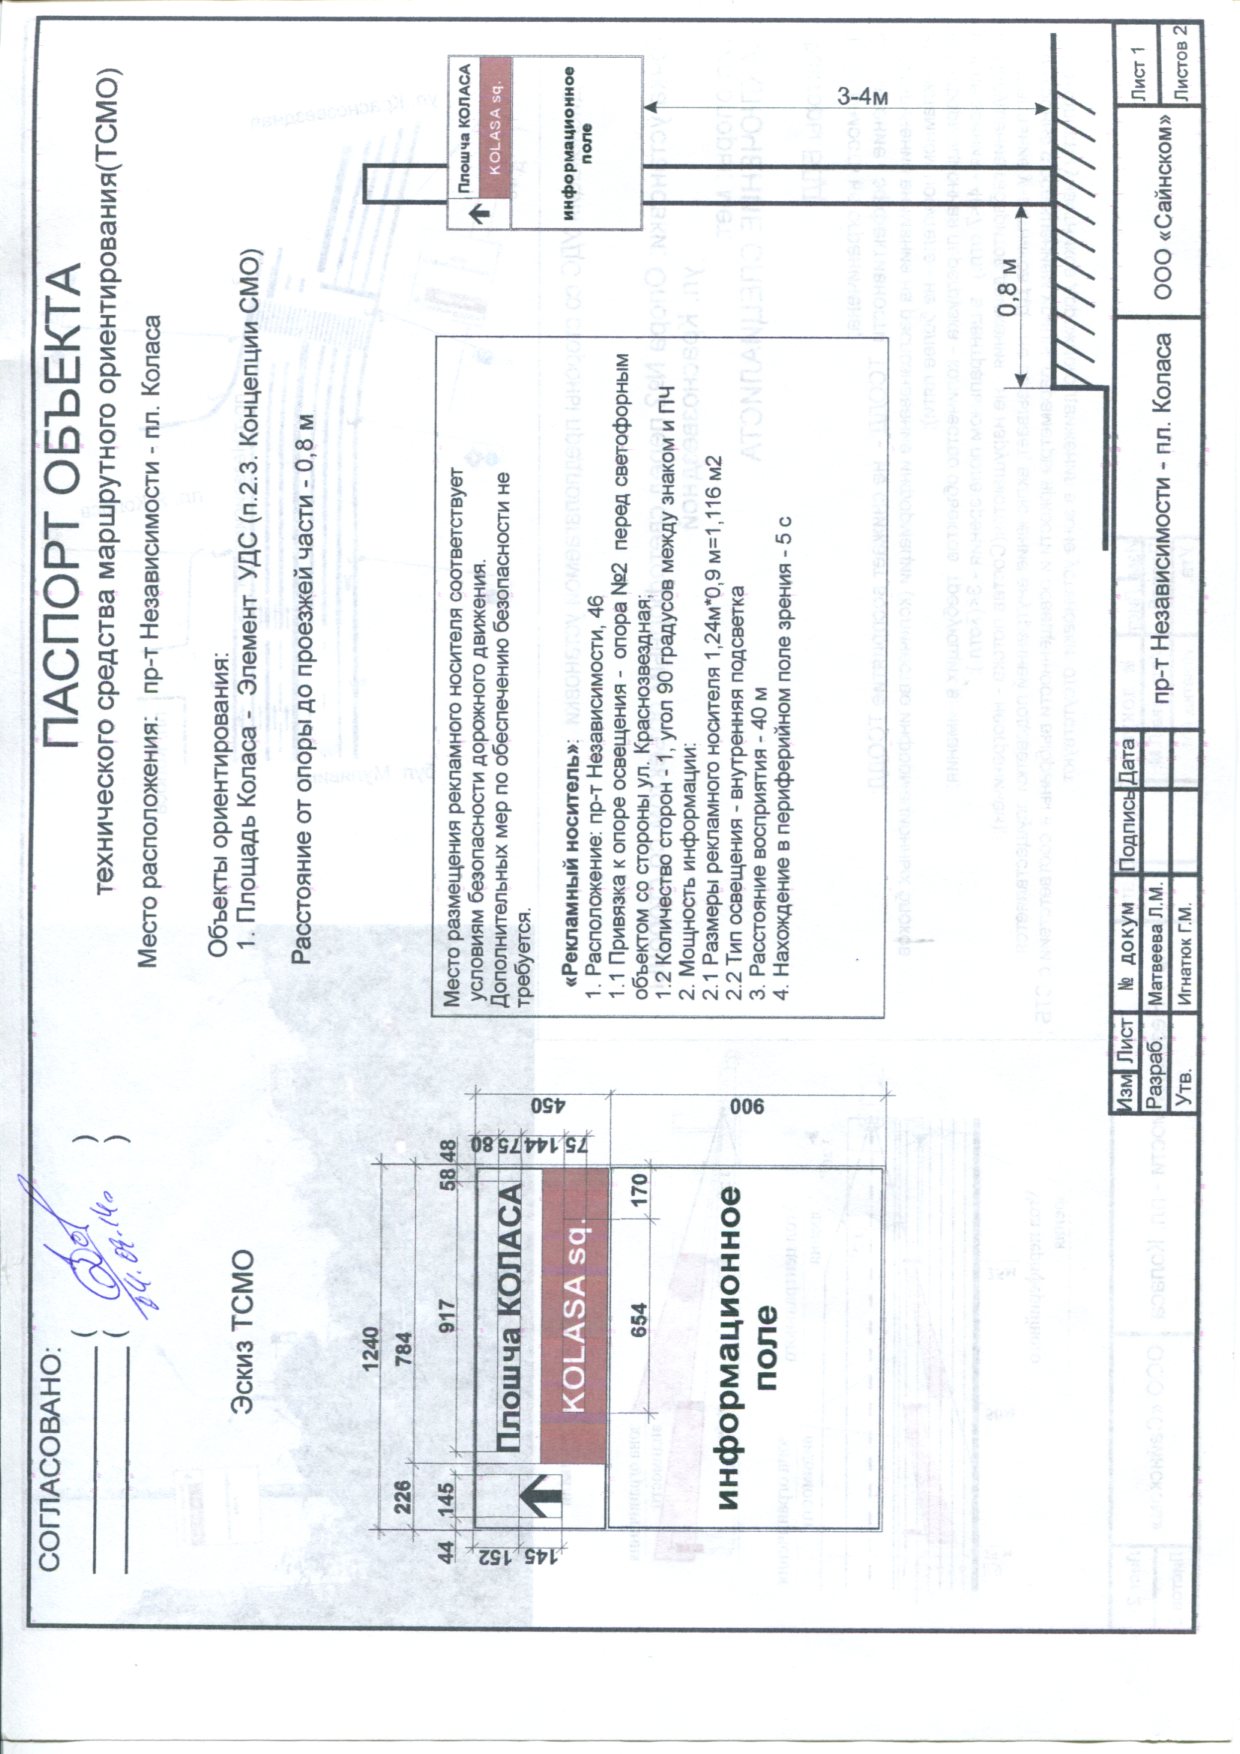 СОГЛАСОВАНО:
( )
( )
ПАСПОРТ ОБЪЕКТА
технического средства маршрутного ориентирования(ТСМО)
Место расположения: пр-т Независимости - пл. Коласа
Объекты ориентирования:
1. Площадь Коласа - Элемент УДС (п.2.3. Концепции СМО)
Расстояние от опоры до проезжей части - 0,8 м
Эскиз ТСМО
1240
226 784
44 145 917 58 48
152 145
80 75 144 75
450
900
654 170
Плошча КОЛАСА
KOLASA sq.
информационное
поле
Место размещения рекламного носителя соответствует
условиям безопасности дорожного движения.
Дополнительных мер по обеспечению безопасности не
требуется.
«Рекламный носитель»:
1. Расположение: пр-т Независимости, 46
1.1 Привязка к опоре освещения - опора №2 перед светофорным
объектом со стороны ул. Краснозвездная;
1.2 Количество сторон - 1, угол 90 градусов между знаком и ПЧ
2. Мощность информации:
2.1 Размеры рекламного носителя 1,24м*0,9 м=1,116 м2
2.2 Тип освещения - внутренняя подсветка
3. Расстояние восприятия - 40 м
4. Нахождение в периферийном поле зрения - 5 с
Плошча КОЛАСА
KOLASA sq.
информационное
поле
3-4м
0,8 м
Изм Лист № докум Подпись Дата
Разраб. Матвеева Л.М.
Утв. Игнатюк Г.М.
пр-т Независимости - пл. Коласа
ООО «Сайнском»
Лист 1
Листов 2